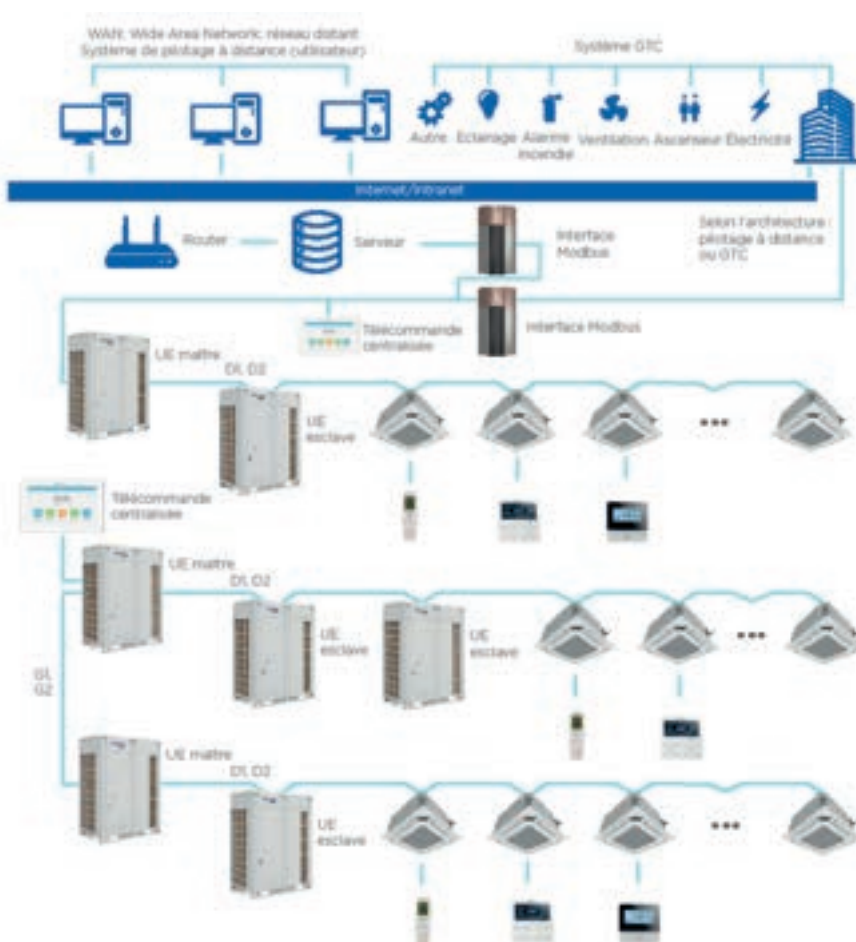 WAN: Wide Area Network: réseau distant
Système de pilotage à distance (utilisateur)
Système GTC
Autre
Eclairage
Alarme
incendie
Ventilation
Ascenseur
Électricité
Internet/Intranet
Router
Serveur
Interface
Modbus
Selon l'architecture :
pilotage à distance
ou GTC
Télécommande
centralisée
Interface Modbus
UE maître
D1, D2
UE
esclave
Télécommande
centralisée
UE maître
D1, D2
UE
esclave
UE
esclave
G1,
G2
UE maître
D1, D2
UE
esclave